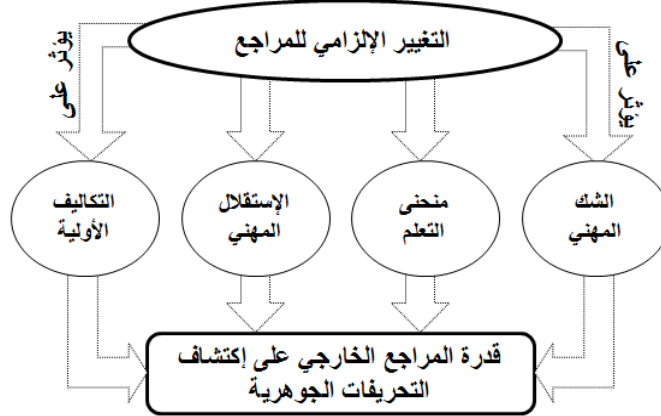 التغيير الإلزامي للمراجع
يؤثر على
يؤثر على
الشك
المهني
منحنى
التعلم
الإستقلال
المهني
التكاليف
الأولية
قدرة المراجع الخارجي على إكتشاف
التحريفات الجوهرية